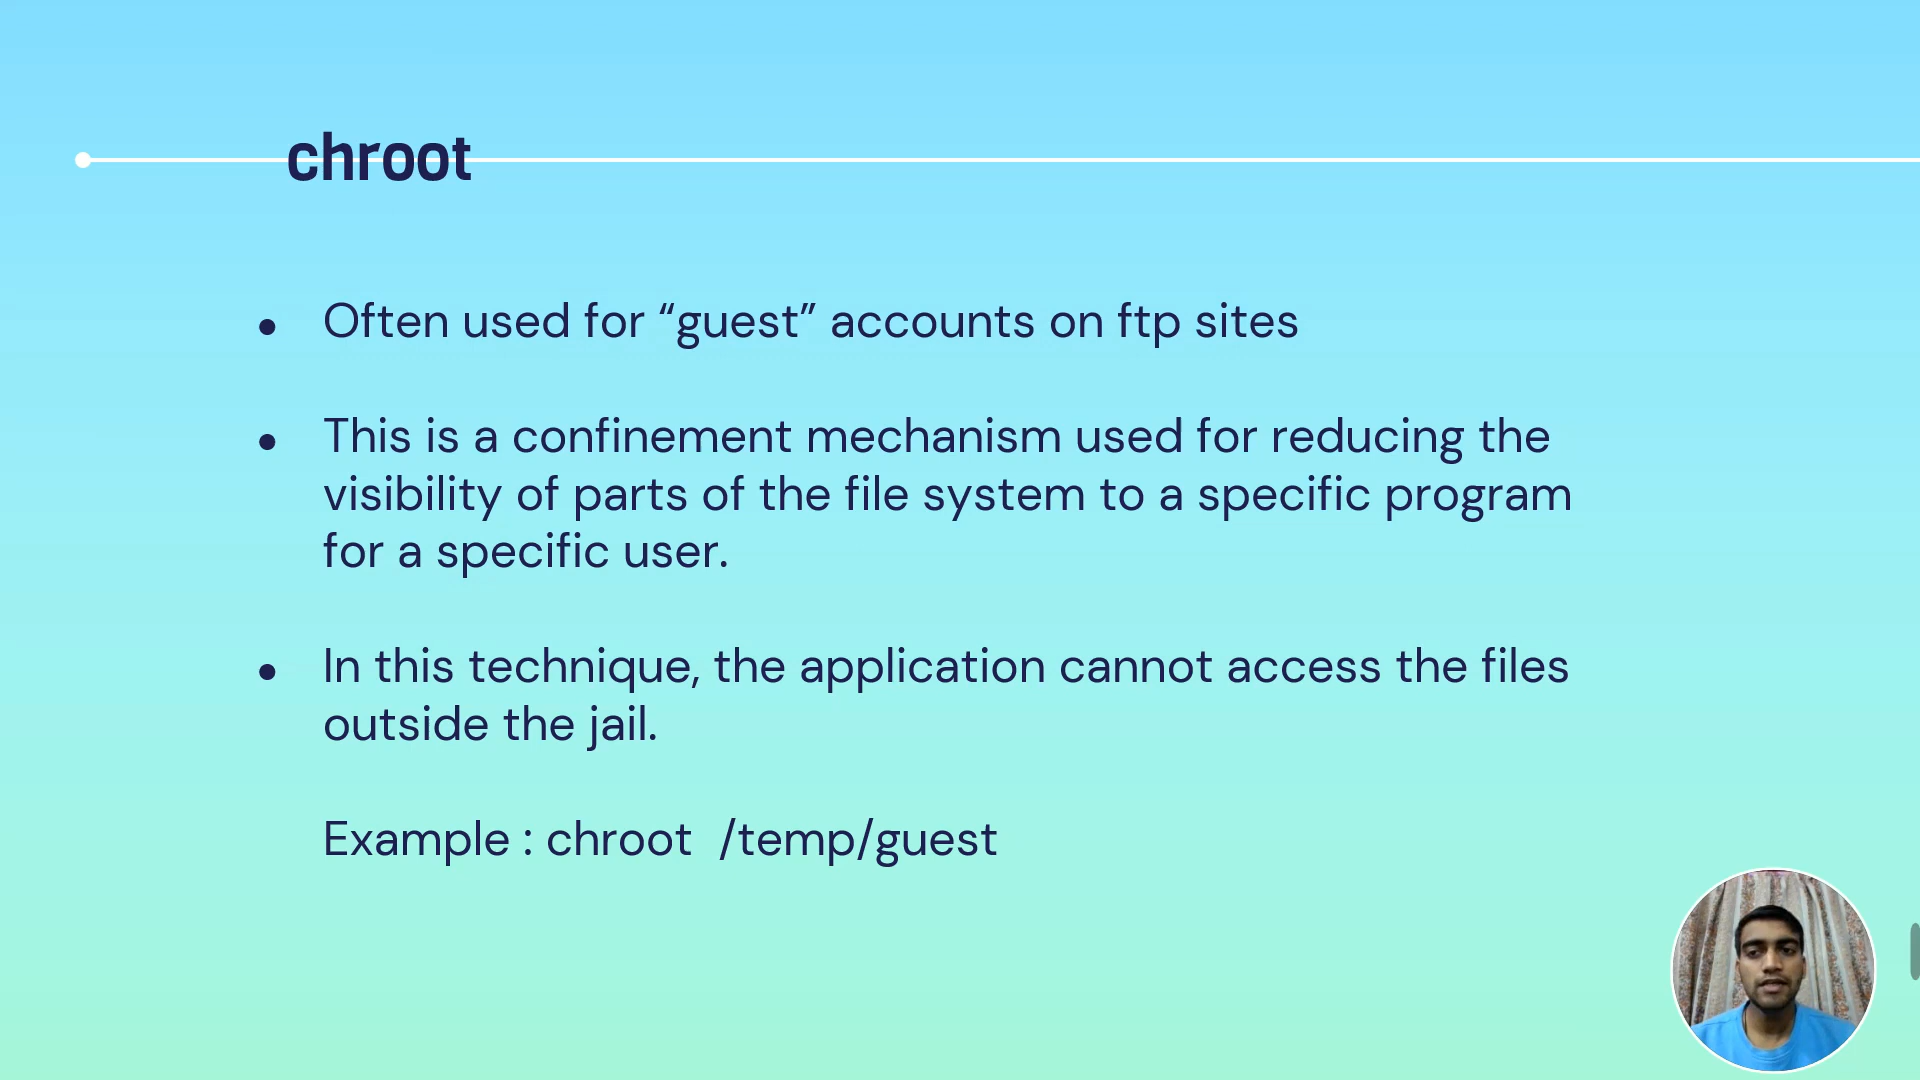 chroot
● Often used for “guest” accounts on ftp sites
● This is a confinement mechanism used for reducing the
visibility of parts of the file system to a specific program
for a specific user.
● In this technique, the application cannot access the files
outside the jail.
Example : chroot  /temp/guest